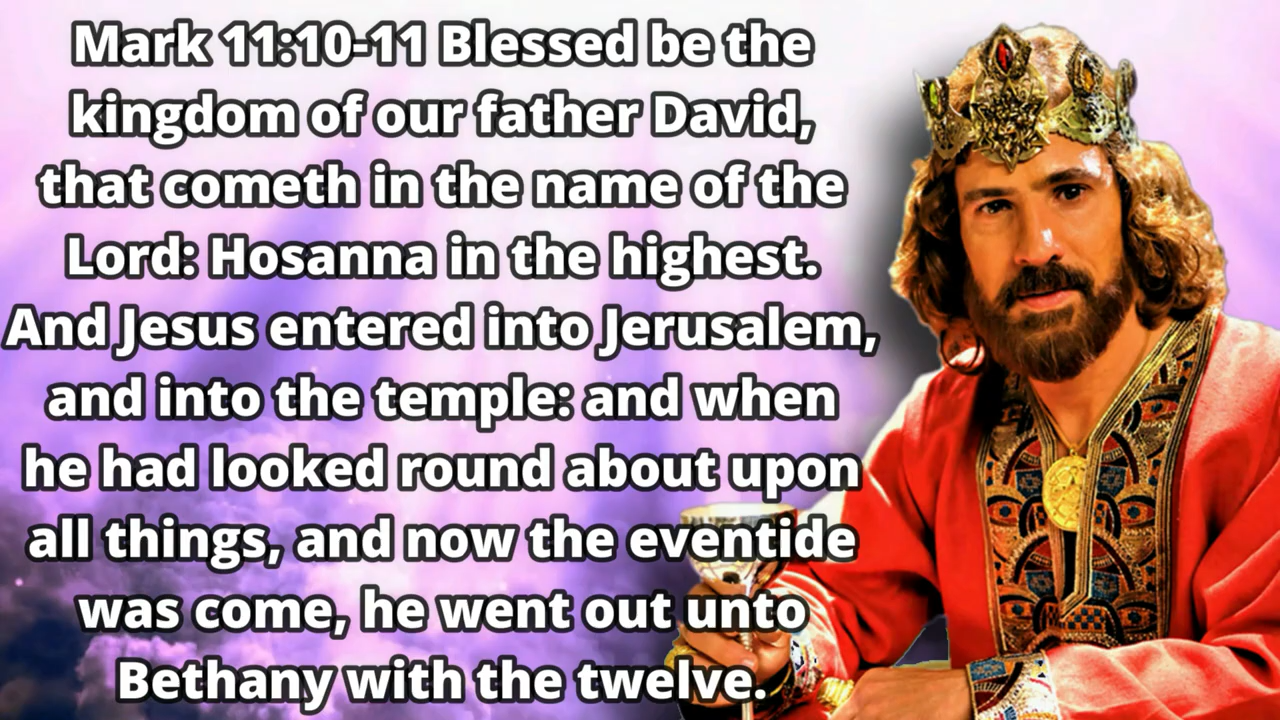 Mark 11:10-11 Blessed be the
kingdom of our father David,
that cometh in the name of the
Lord: Hosanna in the highest.
And Jesus entered into Jerusalem,
and into the temple: and when
he had looked round about upon
all things, and now the eventide
was come, he went out unto
Bethany with the twelve.